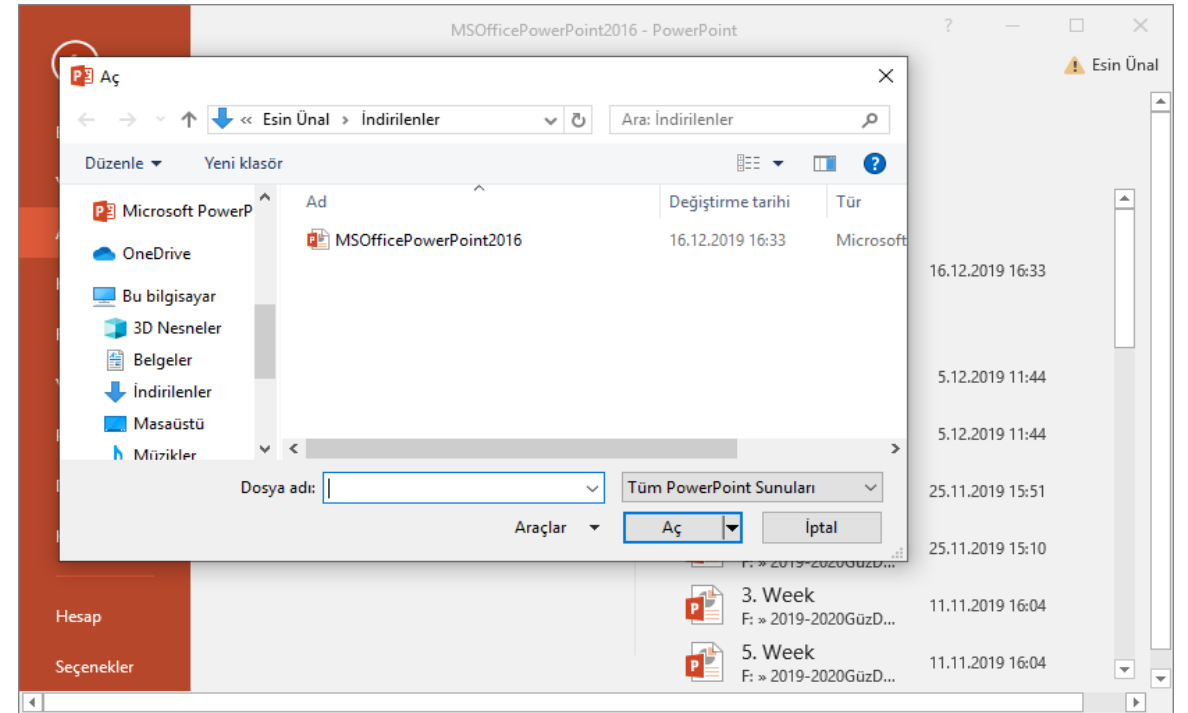 MSOfficePowerPoint2016 - PowerPoint
?
Esin Ünal
Aç
« Esin Ünal › İndirilenler
Ara: İndirilenler
Düzenle
Yeni klasör
?
Microsoft PowerP
OneDrive
Bu bilgisayar
3D Nesneler
Belgeler
İndirilenler
Masaüstü
Müzikler
Ad
Değiştirme tarihi
Tür
MSOfficePowerPoint2016
16.12.2019 16:33
Microsoft
Dosya adı:
Tüm PowerPoint Sunuları
Araçlar
Aç
İptal
16.12.2019 16:33
5.12.2019 11:44
5.12.2019 11:44
25.11.2019 15:51
25.11.2019 15:10
F: » 2019-2020GüzD...
3. Week
F: » 2019-2020GüzD...
11.11.2019 16:04
5. Week
F: » 2019-2020GüzD...
11.11.2019 16:04
Hesap
Seçenekler